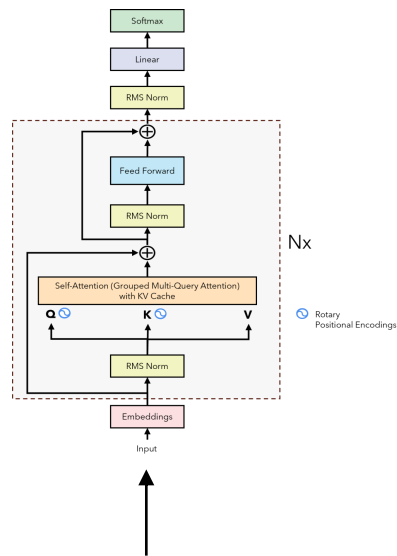 Softmax
Linear
RMS Norm
Feed Forward
Nx
RMS Norm
Self-Attention (Grouped Multi-Query Attention)
with KV Cache
Q K V
Rotary
Positional Encodings
RMS Norm
Embeddings
Input